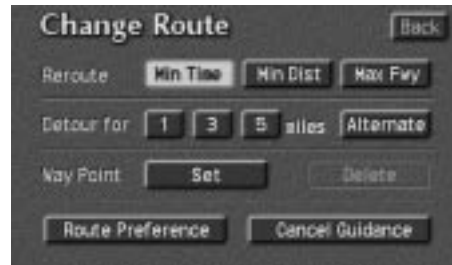 Change Route Back
Reroute Min Time Min Dist Max Fwy
Detour for 1 3 5 miles Alternate
Way Point Set Delete
Route Preference Cancel Guidance